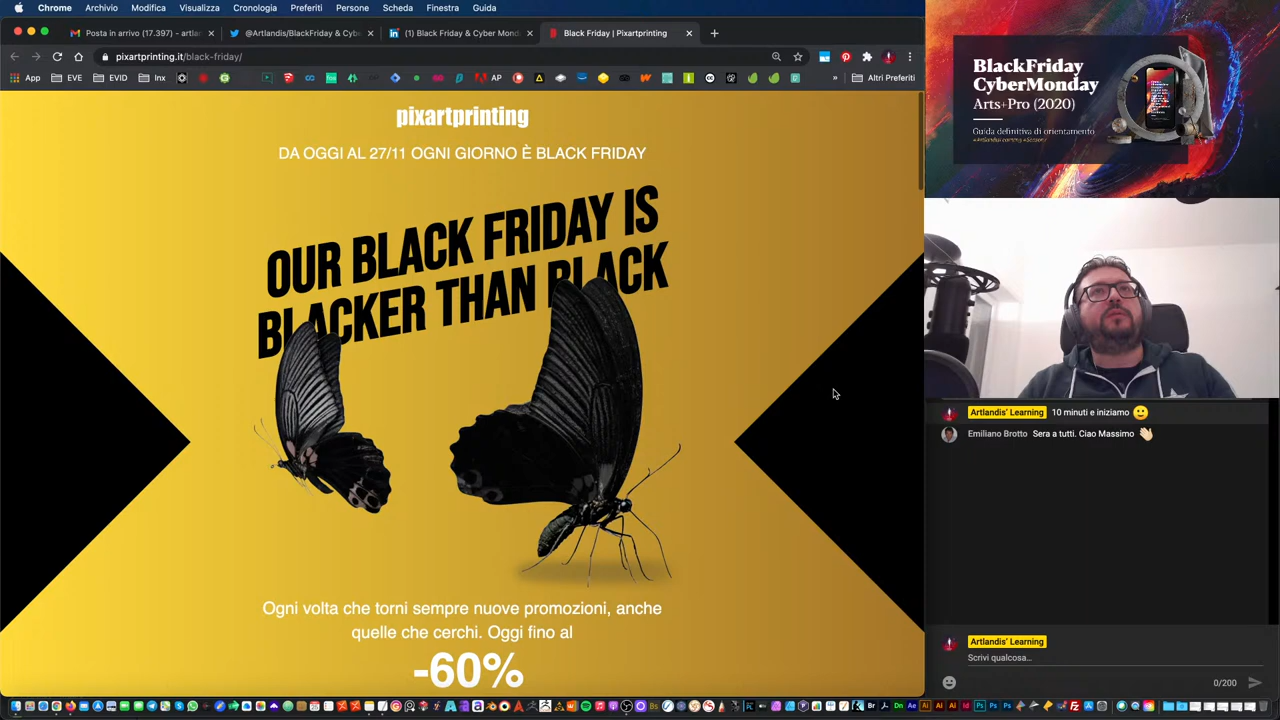 Chrome Archivio Modifica Visualizza Cronologia Preferiti Persone Scheda Finestra Guida
Posta in arrivo (17.397) - artlan
@Artlandis/BlackFriday & Cybe
(1) Black Friday & Cyber Mond
Black Friday | Pixartprinting
pixartprinting.it/black-friday/
App EVE EVID Inx AP Altri Preferiti
pixartprinting
DA OGGI AL 27/11 OGNI GIORNO È BLACK FRIDAY
OUR BLACK FRIDAY IS
BLACKER THAN BLACK
Ogni volta che torni sempre nuove promozioni, anche
quelle che cerchi. Oggi fino al
-60%
BlackFriday
CyberMonday
Arts+Pro (2020)
Guida definitiva di orientamento
Artlandis' Learning 10 minuti e iniziamo
Emiliano Brotto Sera a tutti. Ciao Massimo
Artlandis' Learning
Scrivi qualcosa...
0/200